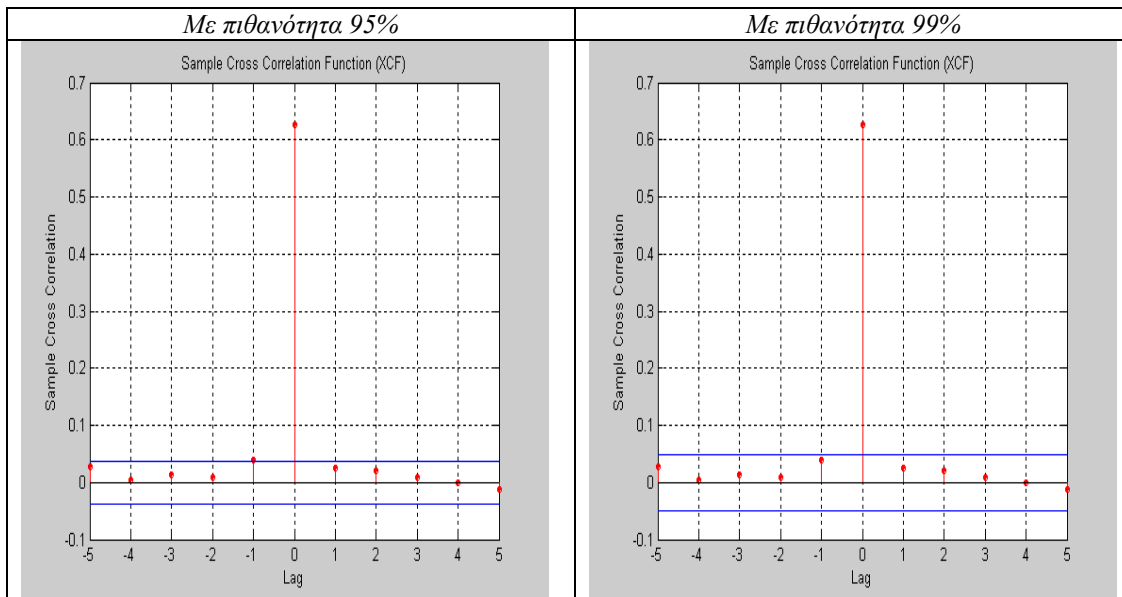 Με πιθανότητα 95%
Με πιθανότητα 99%
Sample Cross Correlation Function (XCF)
0.7
0.6
0.5
0.4
0.3
0.2
0.1
0
-0.1
Sample Cross Correlation
-5 -4 -3 -2 -1 0 1 2 3 4 5
Lag
Sample Cross Correlation Function (XCF)
0.7
0.6
0.5
0.4
0.3
0.2
0.1
0
-0.1
Sample Cross Correlation
-5 -4 -3 -2 -1 0 1 2 3 4 5
Lag